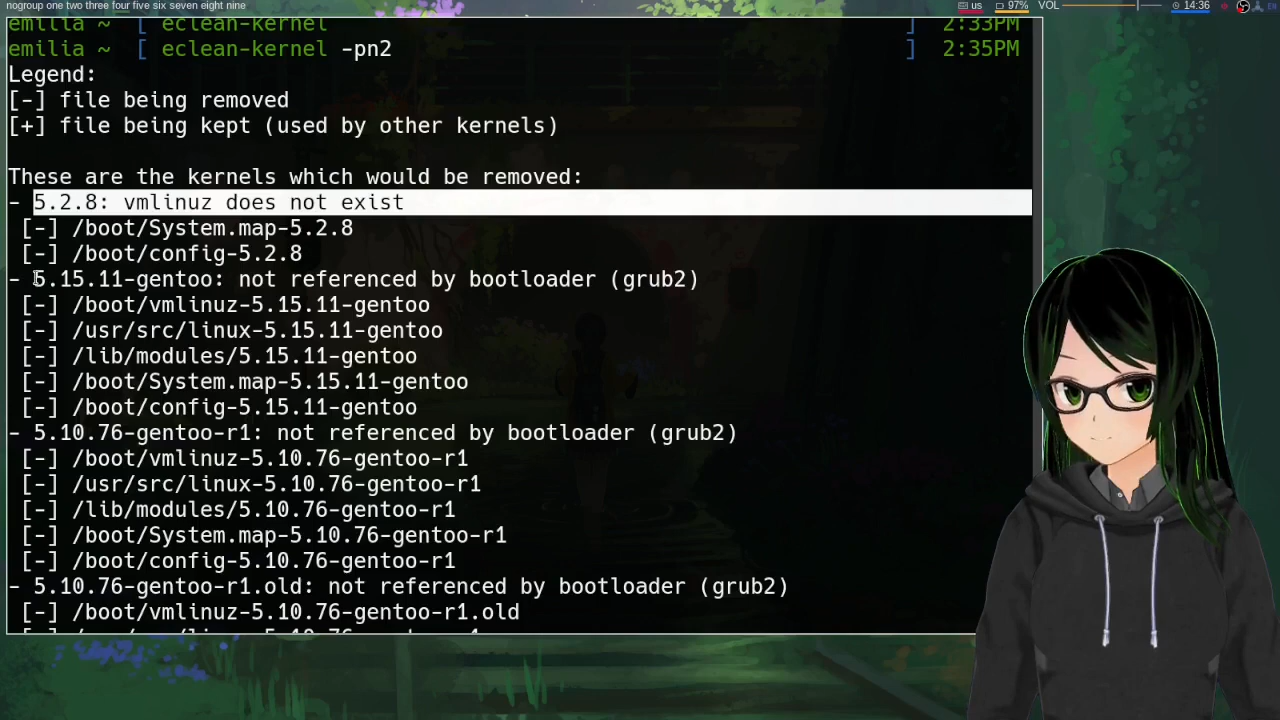 nogroup one two three four five six seven eight nine
us 97% VOL 14:36 EN
emilia ~ [ eclean-kernel ] 2:33PM
emilia ~ [ eclean-kernel -pn2 ] 2:35PM
Legend:
[-] file being removed
[+] file being kept (used by other kernels)
These are the kernels which would be removed:
- 5.2.8: vmlinuz does not exist
[-] /boot/System.map-5.2.8
[-] /boot/config-5.2.8
- 5.15.11-gentoo: not referenced by bootloader (grub2)
[-] /boot/vmlinuz-5.15.11-gentoo
[-] /usr/src/linux-5.15.11-gentoo
[-] /lib/modules/5.15.11-gentoo
[-] /boot/System.map-5.15.11-gentoo
[-] /boot/config-5.15.11-gentoo
- 5.10.76-gentoo-r1: not referenced by bootloader (grub2)
[-] /boot/vmlinuz-5.10.76-gentoo-r1
[-] /usr/src/linux-5.10.76-gentoo-r1
[-] /lib/modules/5.10.76-gentoo-r1
[-] /boot/System.map-5.10.76-gentoo-r1
[-] /boot/config-5.10.76-gentoo-r1
- 5.10.76-gentoo-r1.old: not referenced by bootloader (grub2)
[-] /boot/vmlinuz-5.10.76-gentoo-r1.old